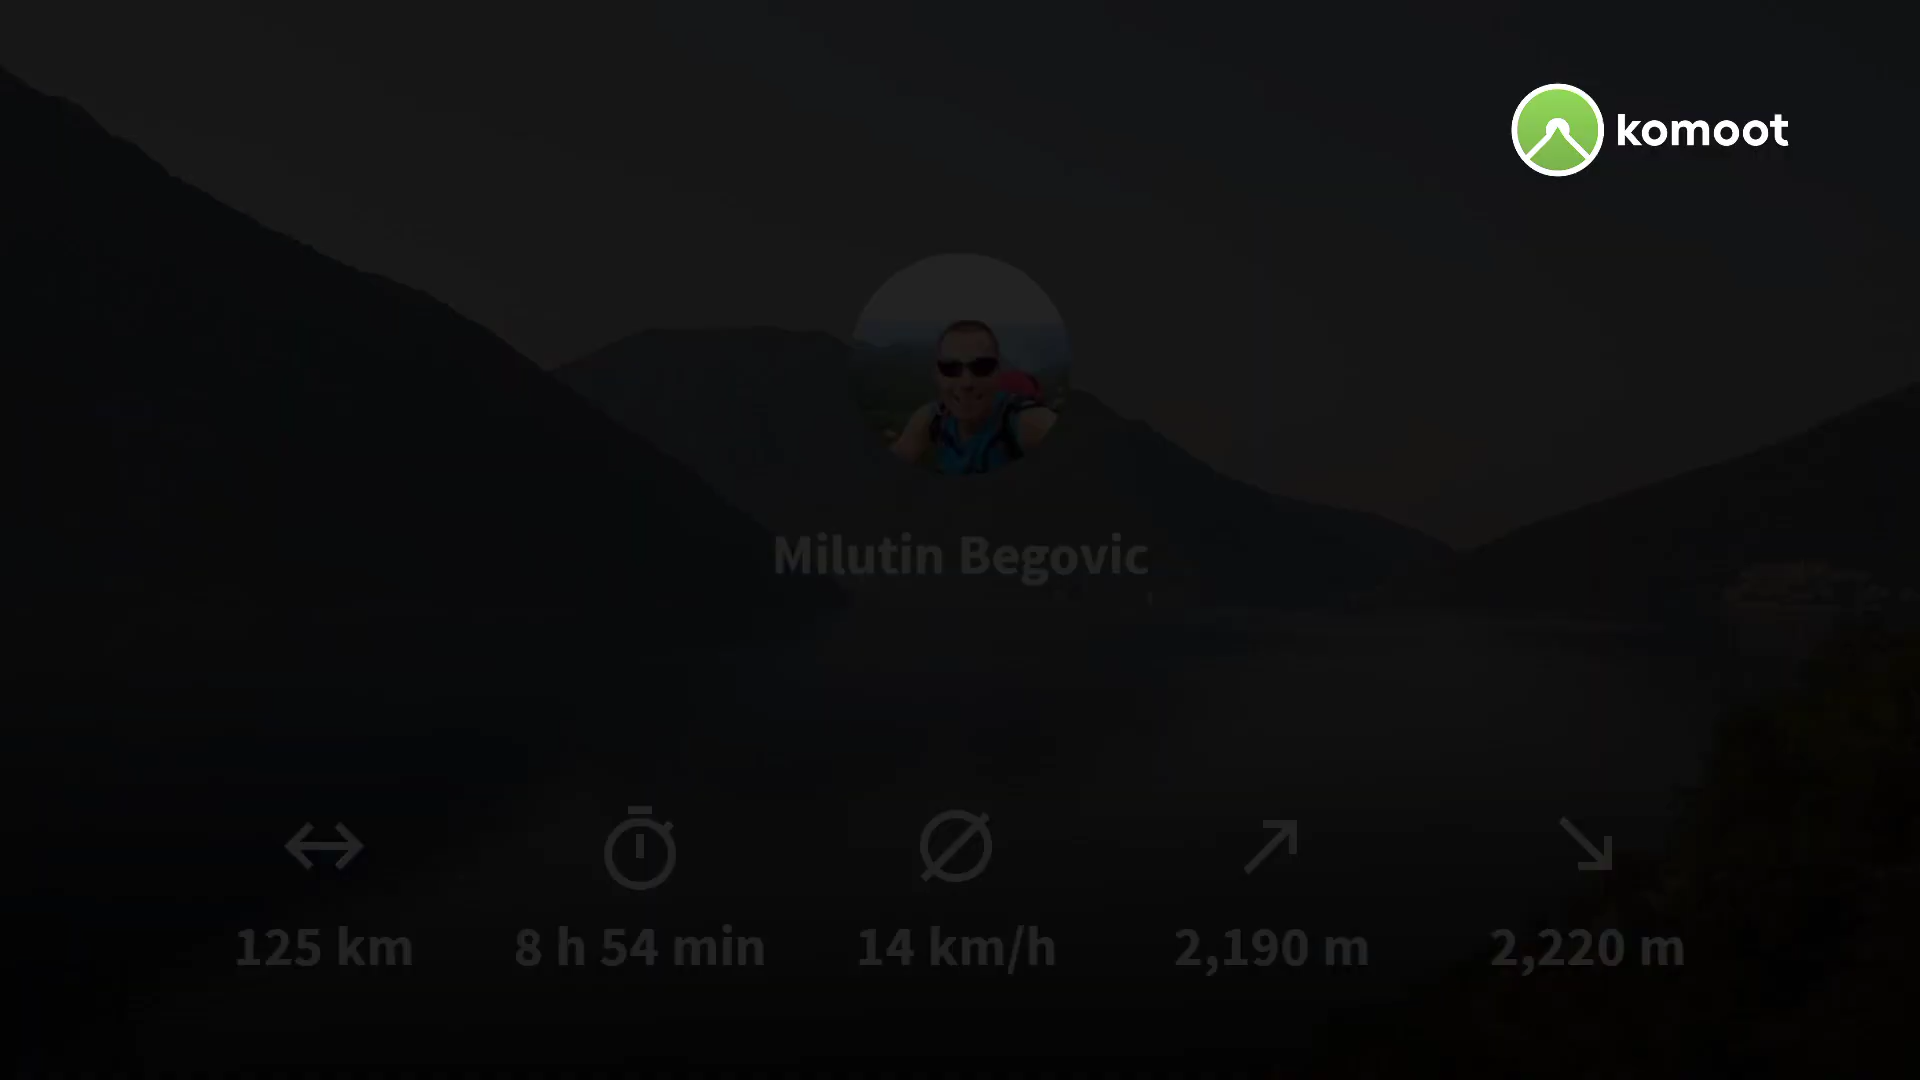 komoot
Milutin Begovic
125 km
8 h 54 min
14 km/h
2,190 m
2,220 m